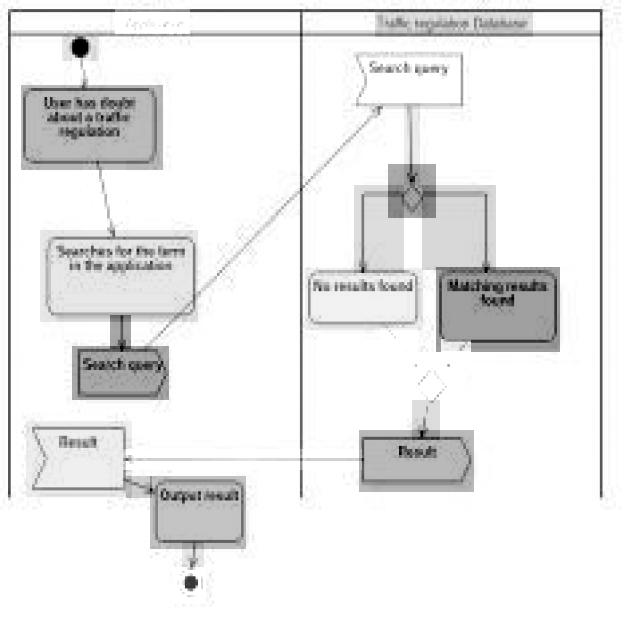 Traffic regulation Database
User has doubt
about a traffic
regulation
Searches for the term
in the application
Search query
Search query
No results found
Matching results
found
Result
Result
Output result